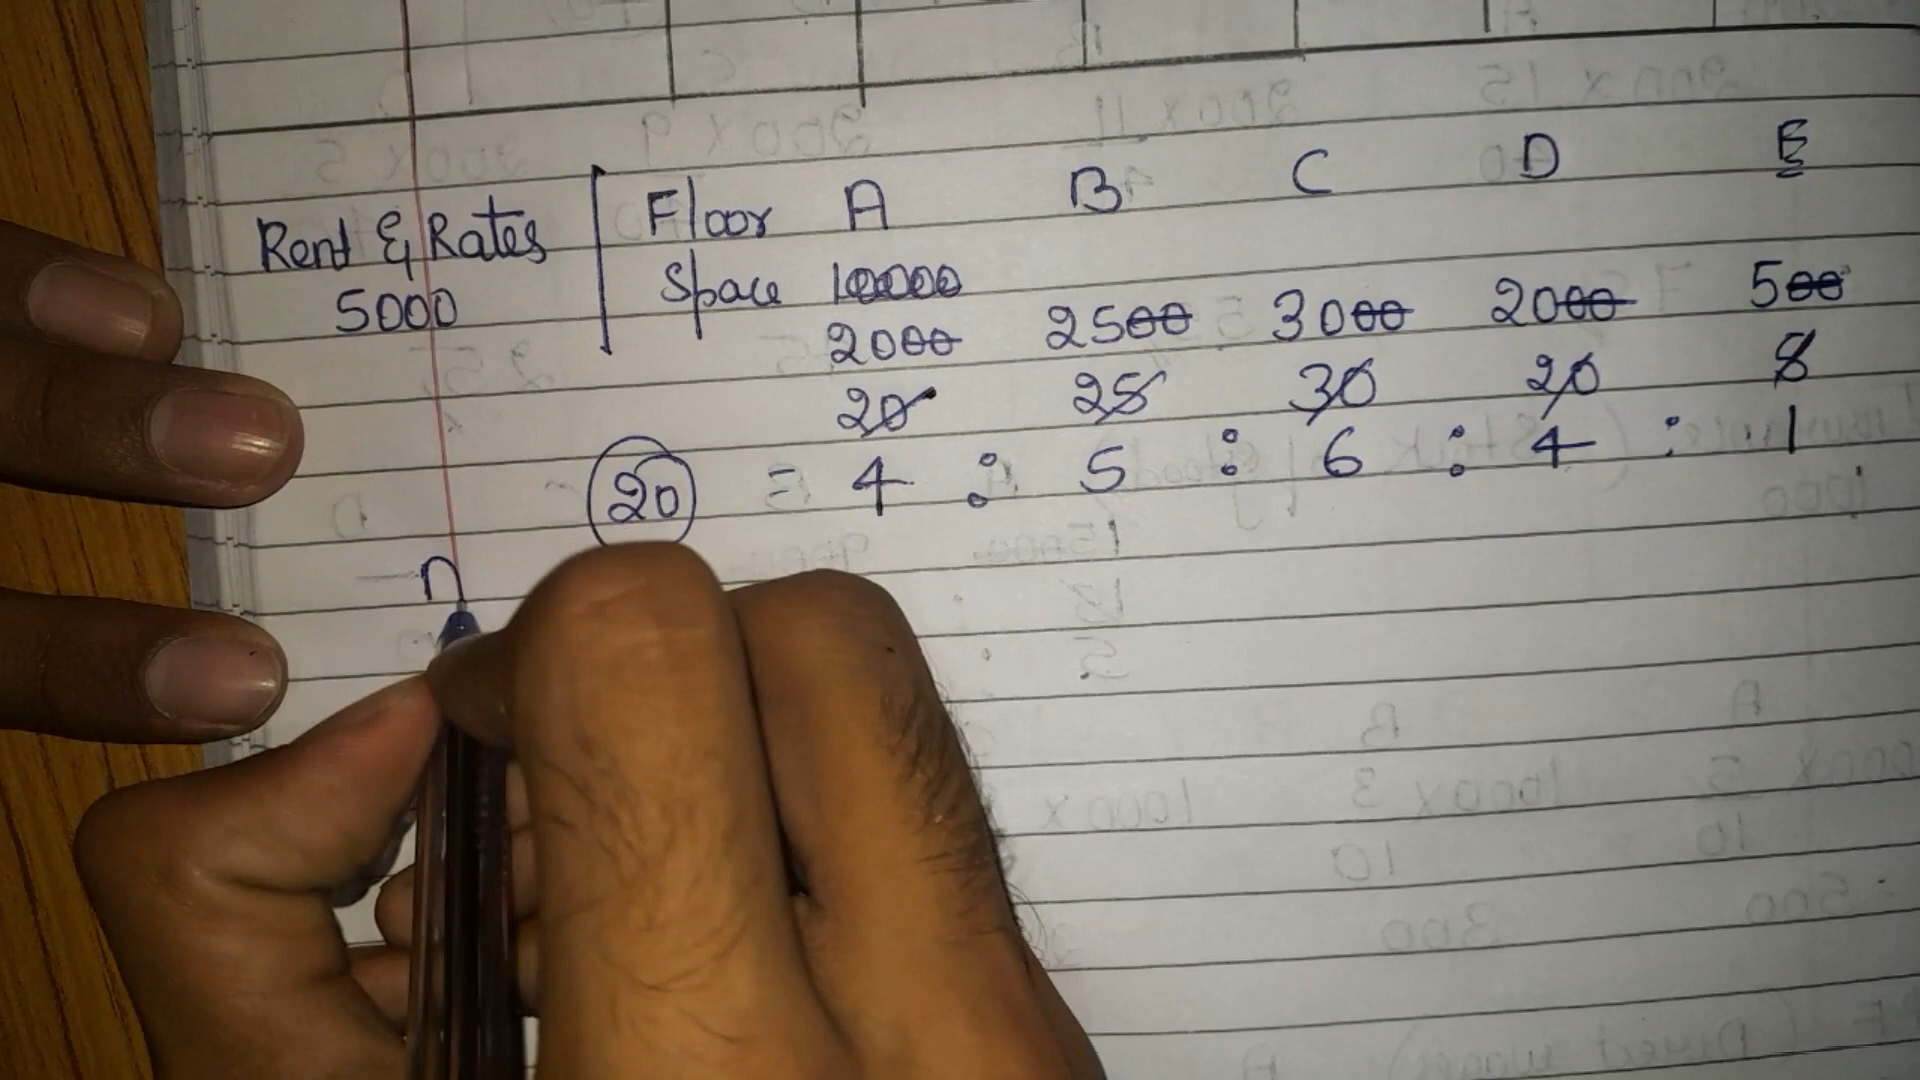 Floor A B C D E
Rent & Rates Space 10000
5000 2000 2500 3000 2000 500
20 25 30 20 5
20 = 4 : 5 : 6 : 4 : 1